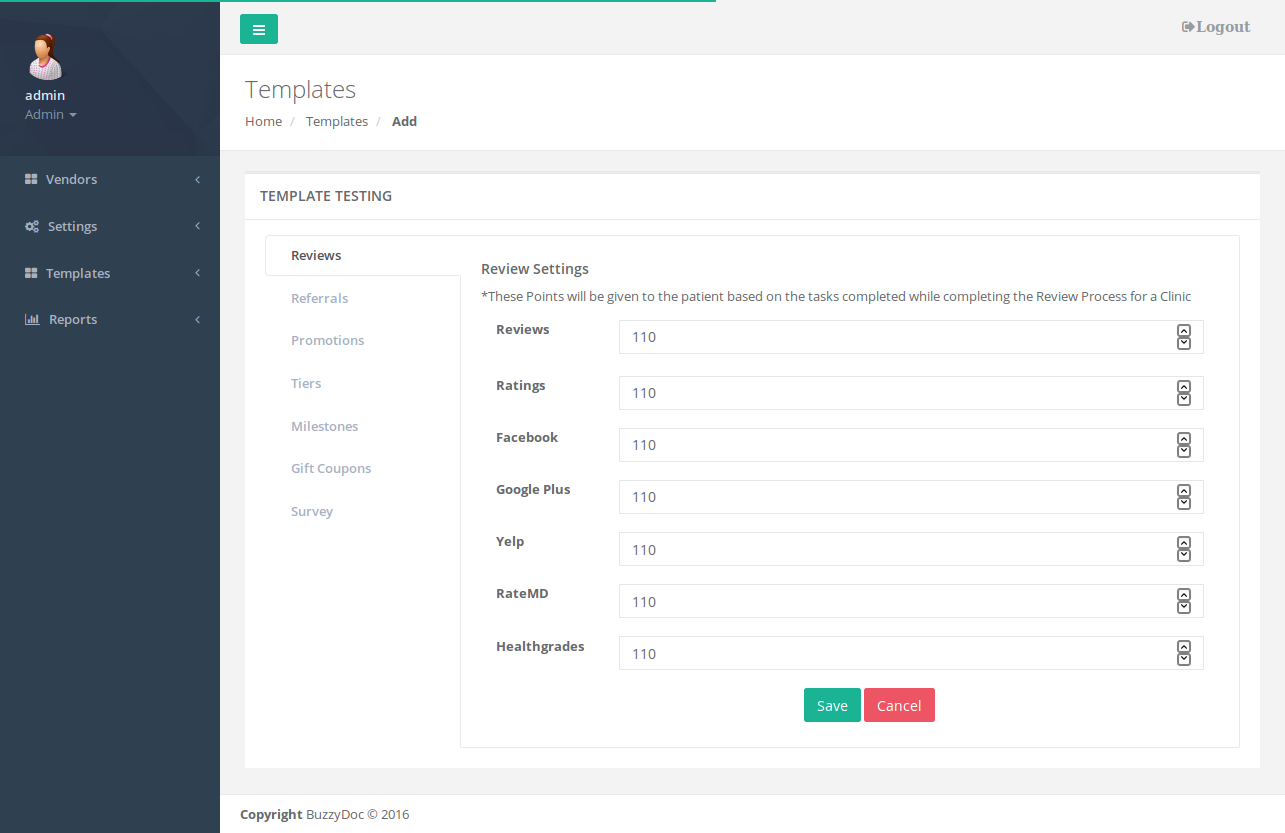 Logout
admin
Admin
Vendors
Settings
Templates
Reports
Templates
Home / Templates / Add
TEMPLATE TESTING
Reviews
Referrals
Promotions
Tiers
Milestones
Gift Coupons
Survey
Review Settings
*These Points will be given to the patient based on the tasks completed while completing the Review Process for a Clinic
Reviews 110
Ratings 110
Facebook 110
Google Plus 110
Yelp 110
RateMD 110
Healthgrades 110
Save Cancel
Copyright BuzzyDoc © 2016